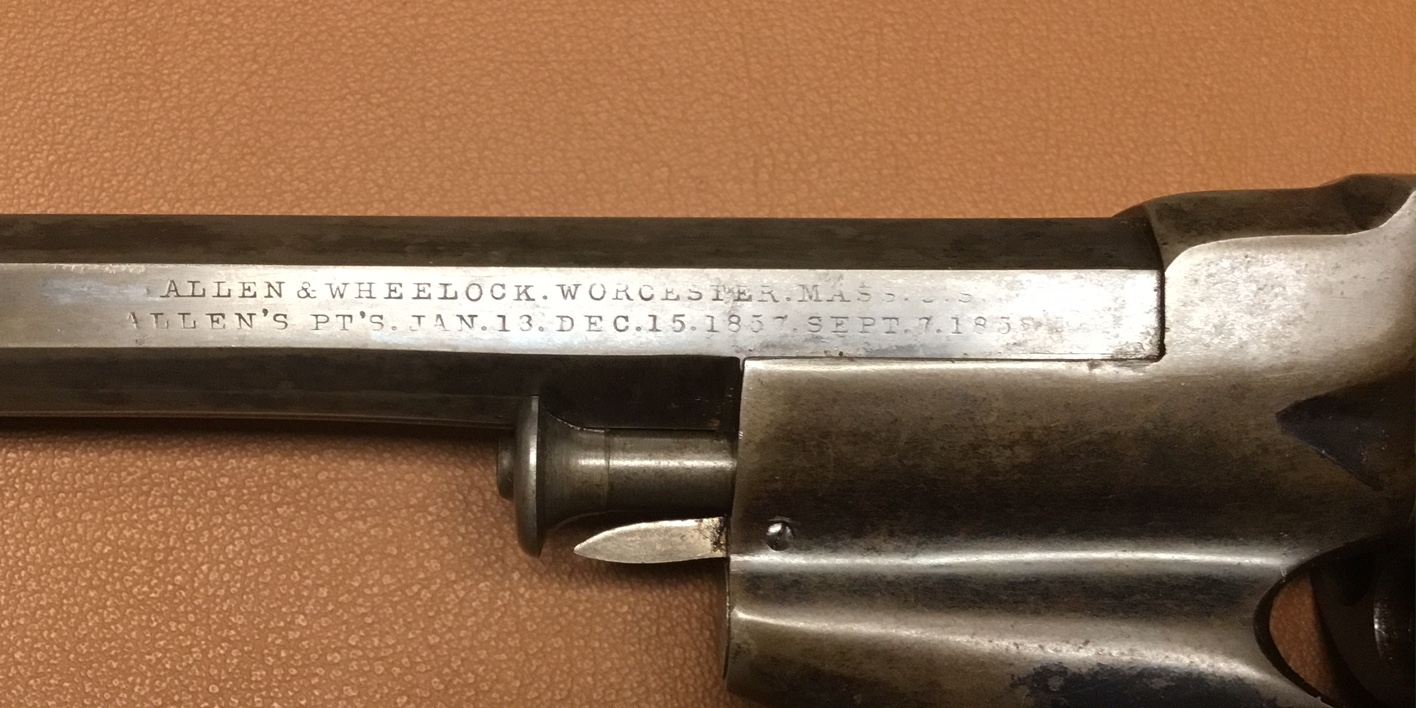 ALLEN & WHEELOCK. WORCESTER. MASS. U.S.
ALLEN'S PT'S. JAN. 13. DEC. 15. 1857. SEPT. 7. 1858